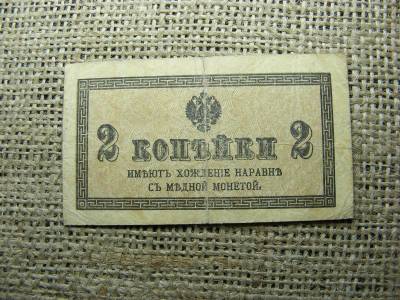 2 КОПѢЙКИ 2
ИМѢЮТЪ ХОЖДЕНІЕ НАРАВНѢ
СЪ МѢДНОЙ МОНЕТОЙ.